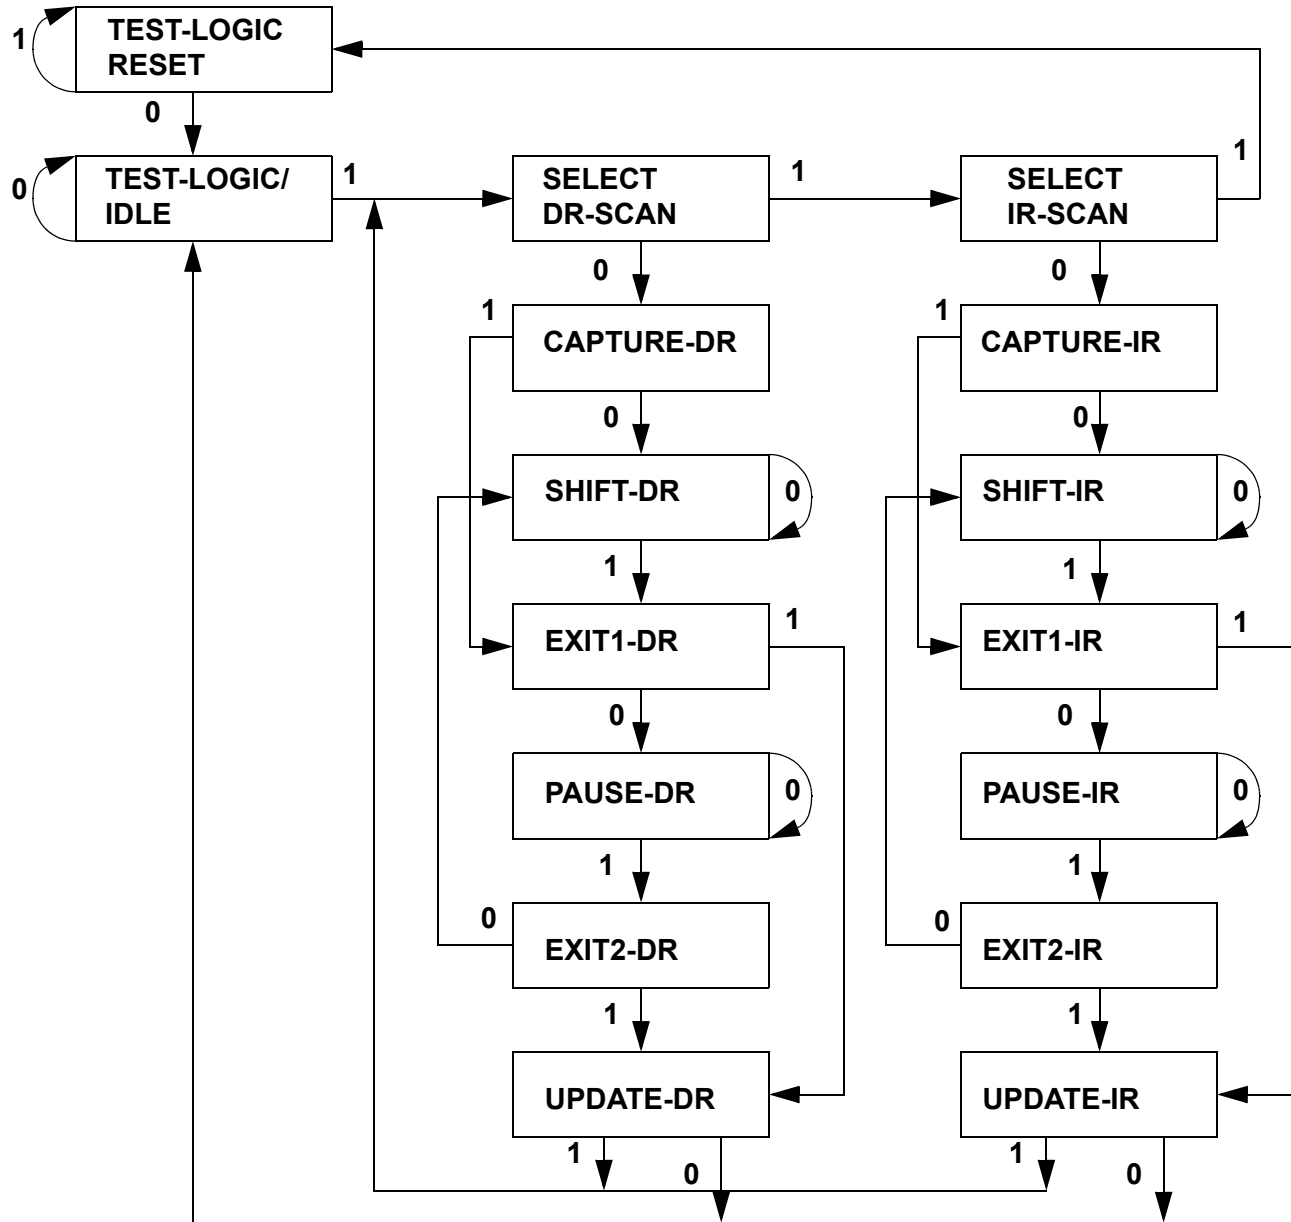 1
TEST-LOGIC
RESET
0
0
TEST-LOGIC/
IDLE
1
SELECT
DR-SCAN
1
SELECT
IR-SCAN
1
0
0
1
CAPTURE-DR
1
CAPTURE-IR
0
0
SHIFT-DR
0
SHIFT-IR
0
1
1
EXIT1-DR
1
EXIT1-IR
1
0
0
PAUSE-DR
0
PAUSE-IR
0
1
1
0
EXIT2-DR
0
EXIT2-IR
1
1
UPDATE-DR
UPDATE-IR
1
0
1
0